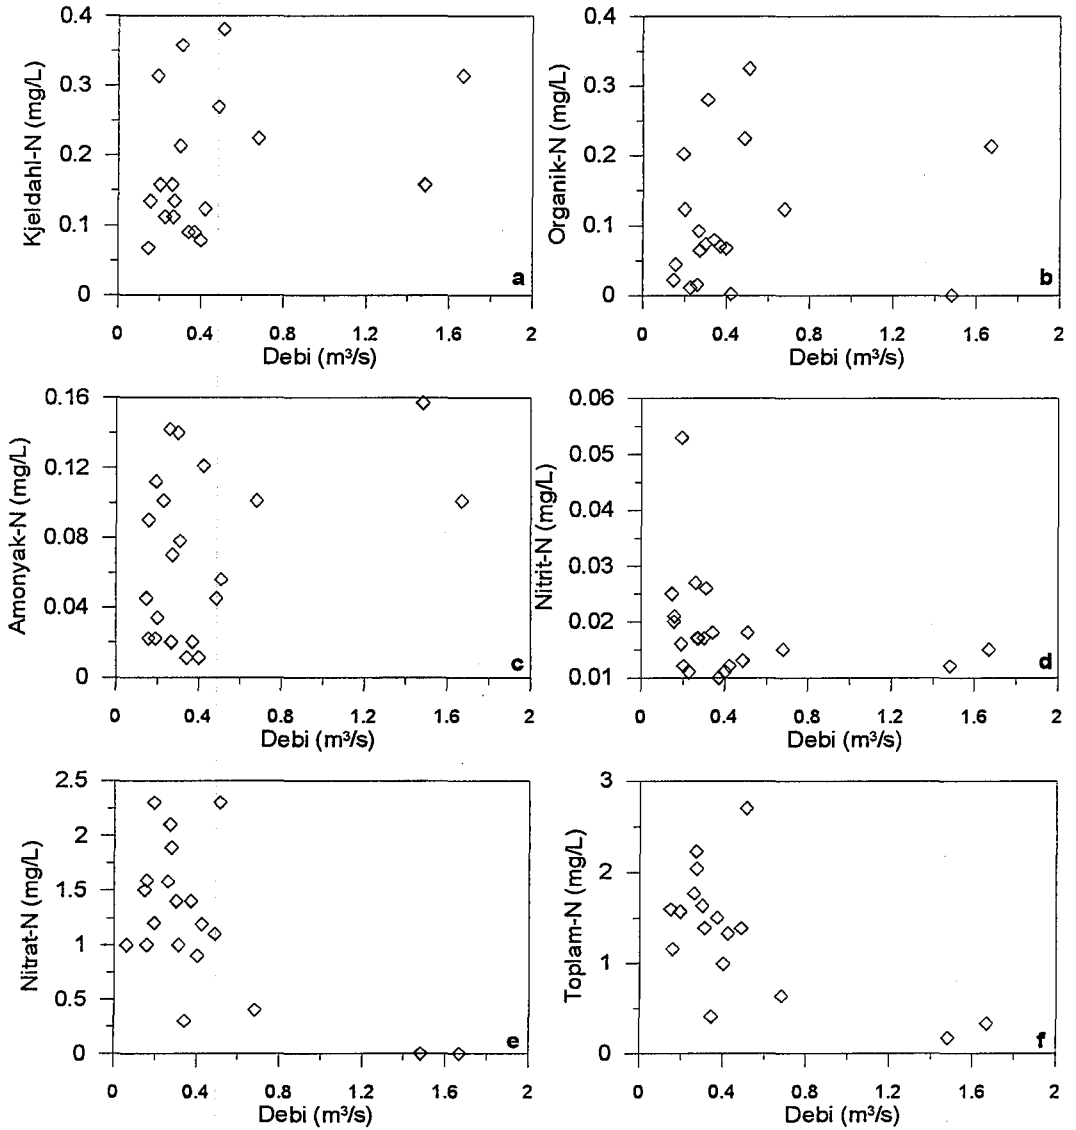 0.4
0.3
0.2
0.1
0
Kjeldahl-N (mg/L)
a
0 0.4 0.8 1.2 1.6 2
Debi (m³/s)
0.4
0.3
0.2
0.1
0
Organik-N (mg/L)
b
0 0.4 0.8 1.2 1.6 2
Debi (m³/s)
0.16
0.12
0.08
0.04
0
Amonyak-N (mg/L)
c
0 0.4 0.8 1.2 1.6 2
Debi (m³/s)
0.06
0.05
0.04
0.03
0.02
0.01
Nitrit-N (mg/L)
d
0 0.4 0.8 1.2 1.6 2
Debi (m³/s)
2.5
2
1.5
1
0.5
0
Nitrat-N (mg/L)
e
0 0.4 0.8 1.2 1.6 2
Debi (m³/s)
3
2
1
0
Toplam-N (mg/L)
f
0 0.4 0.8 1.2 1.6 2
Debi (m³/s)